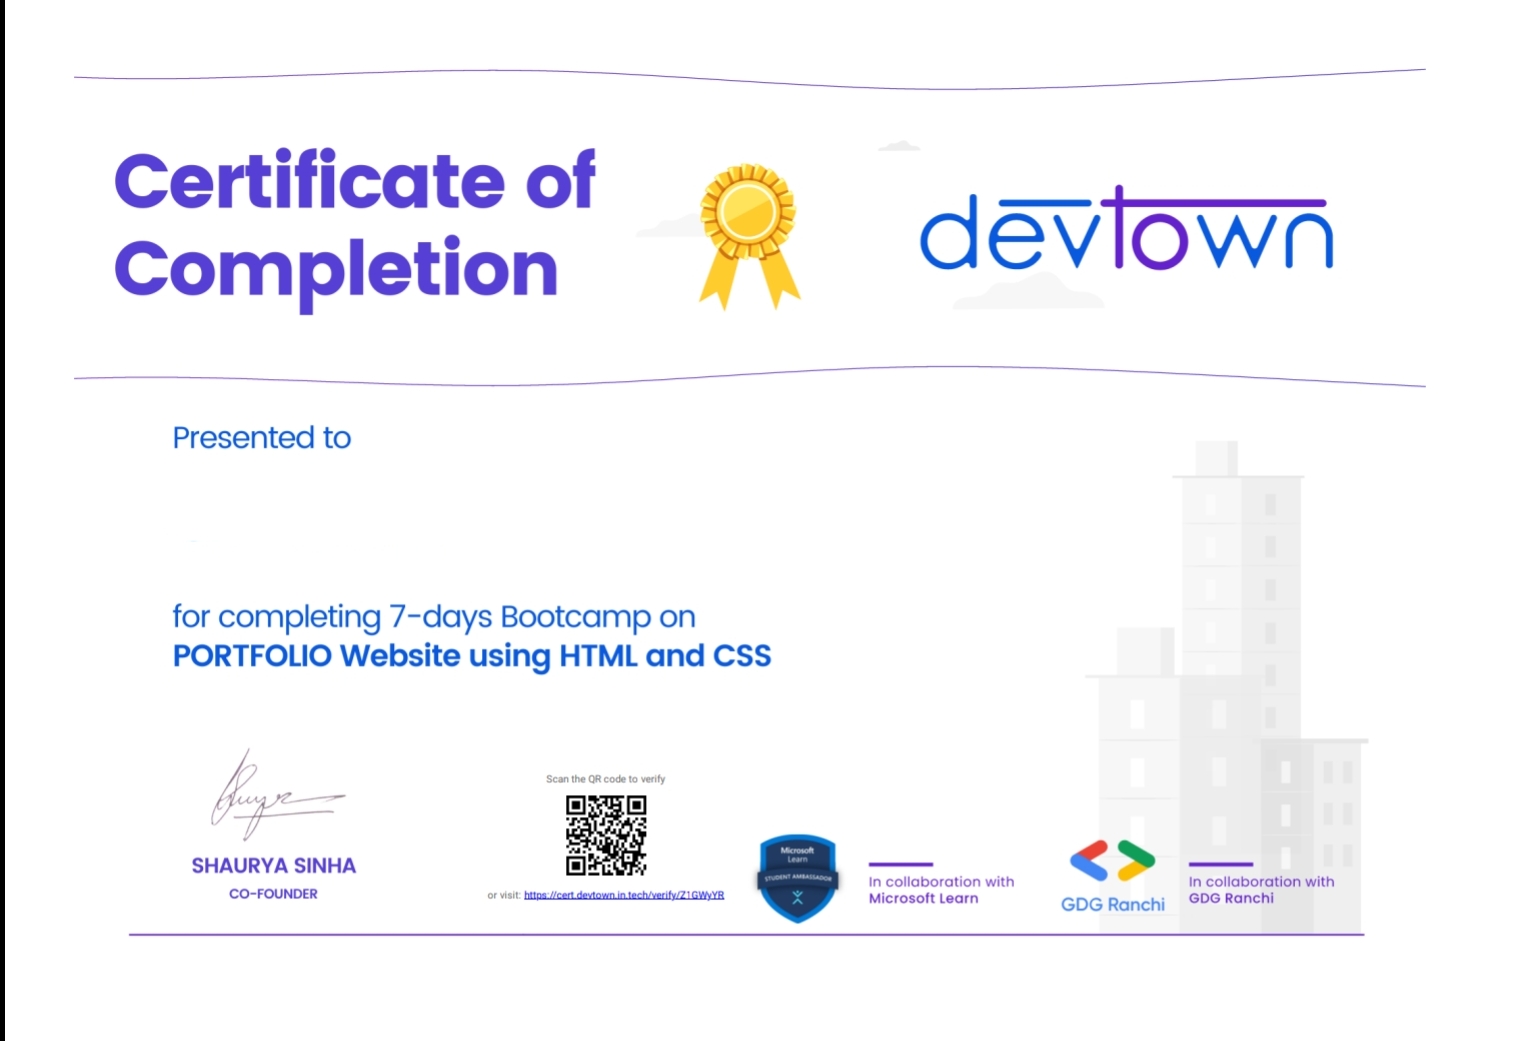 Certificate of
Completion
devtown
Presented to
for completing 7-days Bootcamp on
PORTFOLIO Website using HTML and CSS
SHAURYA SINHA
CO-FOUNDER
Scan the QR code to verify
or visit: https://cert.devtown.in.tech/verify/Z1GWyYR
Microsoft
Learn
STUDENT AMBASSADOR
In collaboration with
Microsoft Learn
GDG Ranchi
In collaboration with
GDG Ranchi